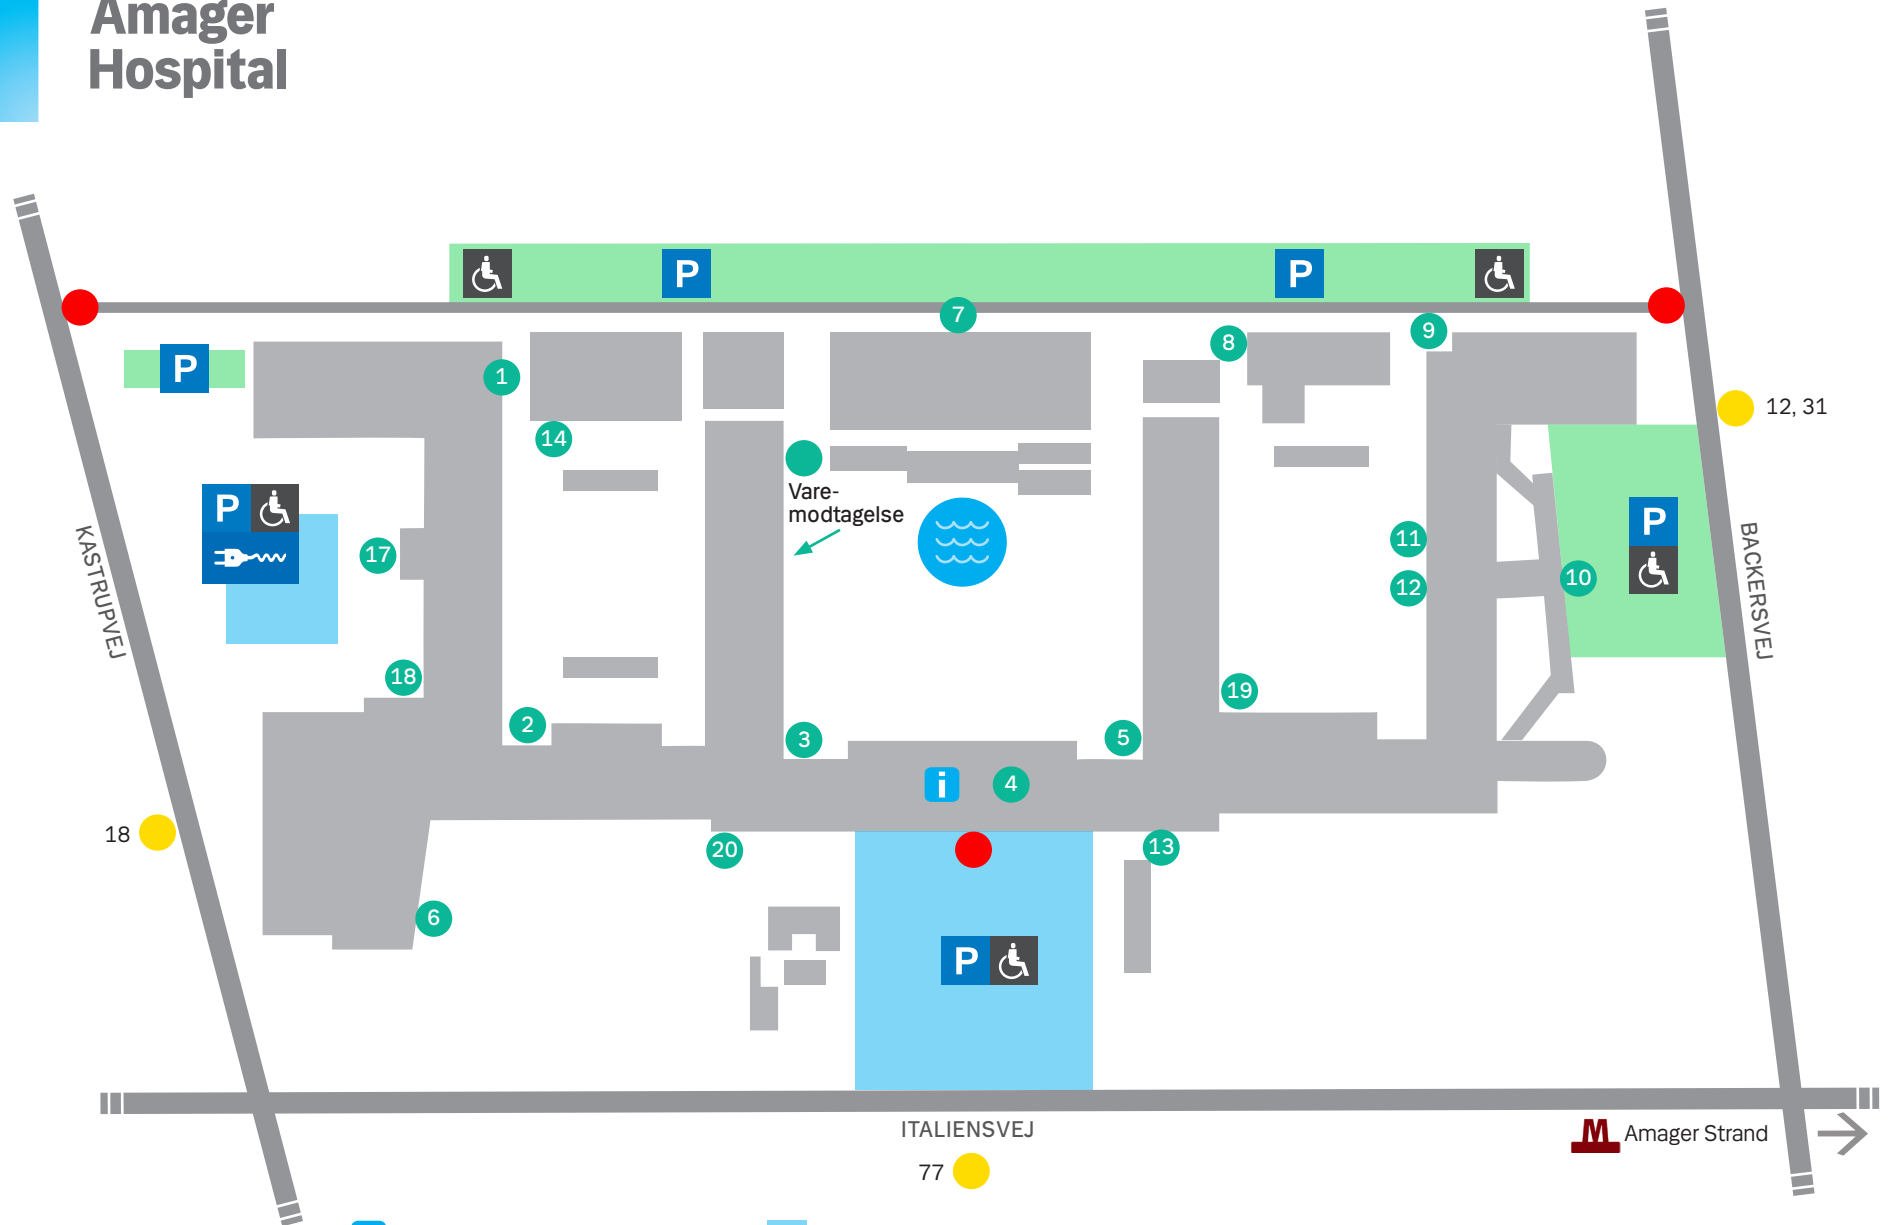 Amager
Hospital
P
P
7
8
9
P
1
12, 31
14
Vare-
modtagelse
P
P
KASTRUPVEJ
BACKERSVEJ
11
17
12
10
18
19
2
3
5
i
4
18
20
13
6
P
ITALIENSVEJ
M Amager Strand
77